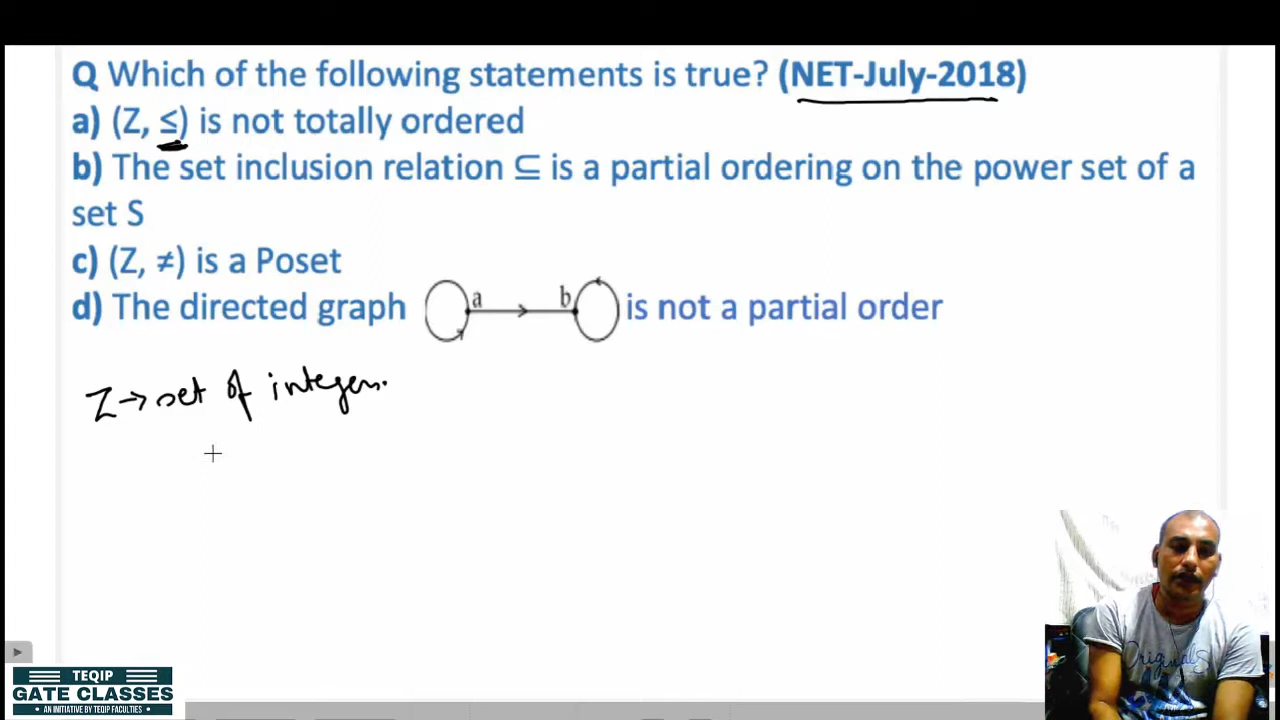 Q Which of the following statements is true? (NET-July-2018)
a) (Z, ≤) is not totally ordered
b) The set inclusion relation ⊆ is a partial ordering on the power set of a
set S
c) (Z, ≠) is a Poset
d) The directed graph a b is not a partial order
Z → set of integers.
TEQIP
GATE CLASSES
AN INITIATIVE BY TEQIP FACULTIES